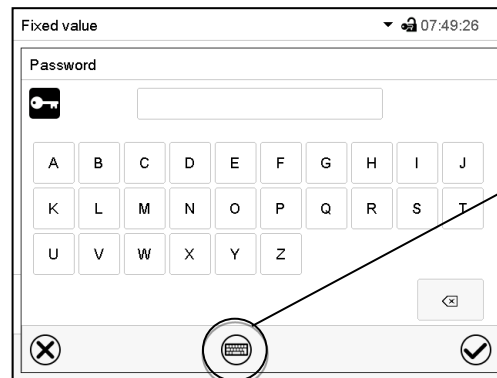 Fixed value 07:49:26
Password
A B C D E F G H I J
K L M N O P Q R S T
U V W X Y Z